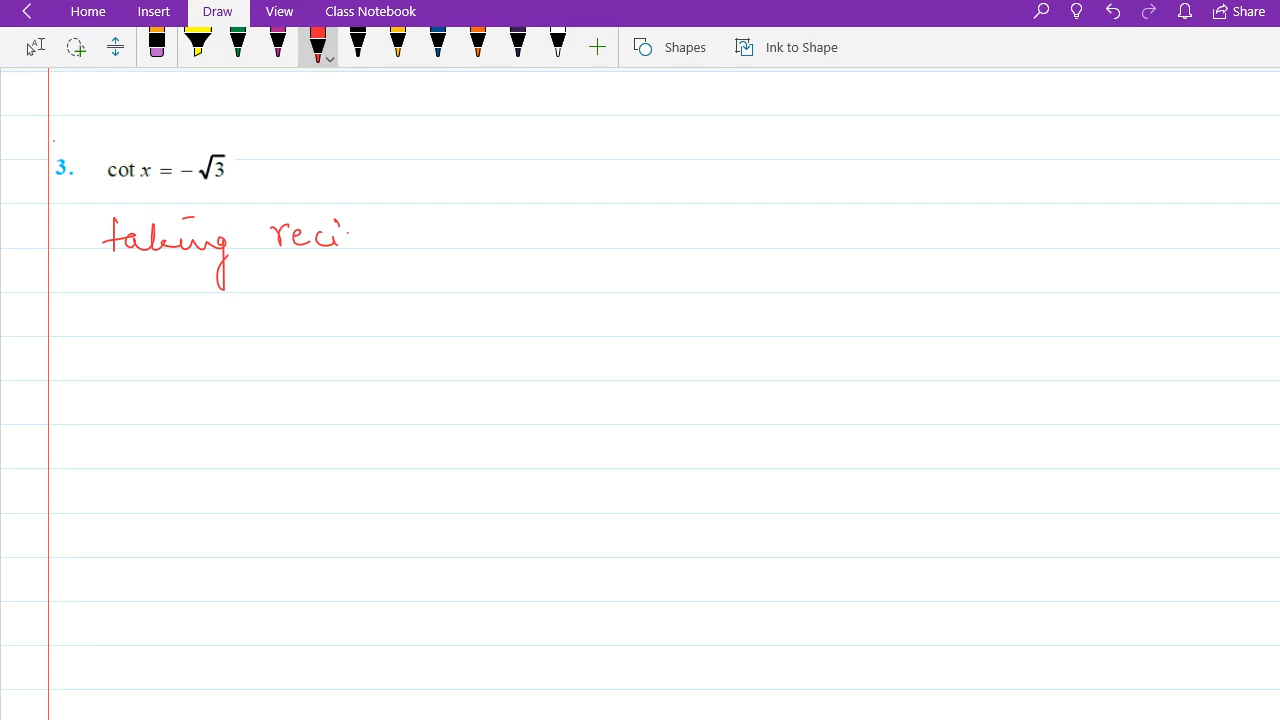 Home Insert Draw View Class Notebook Share
Shapes Ink to Shape
3. cot x = − √3
taking reci